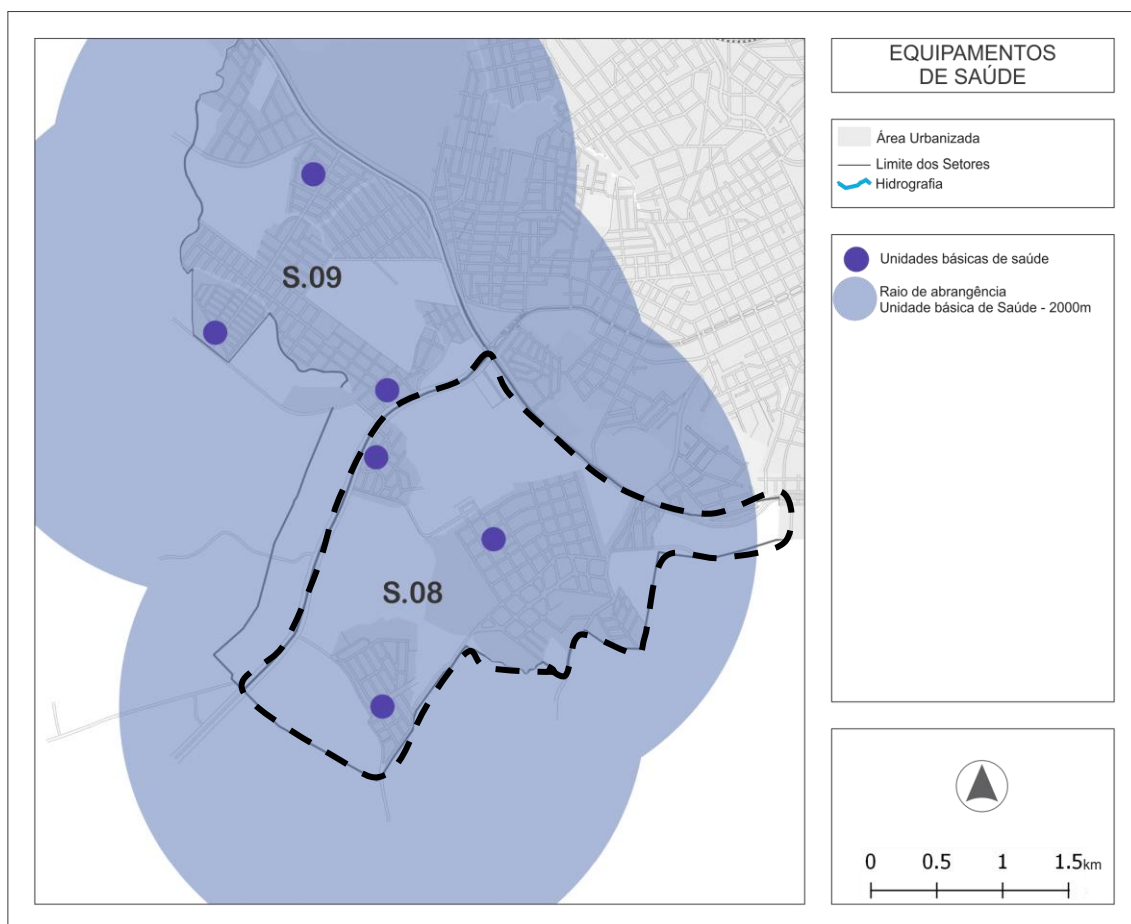 EQUIPAMENTOS
DE SAÚDE
Área Urbanizada
Limite dos Setores
Hidrografia
Unidades básicas de saúde
Raio de abrangência
Unidade básica de Saúde - 2000m
S.09
S.08
0 0.5 1 1.5km